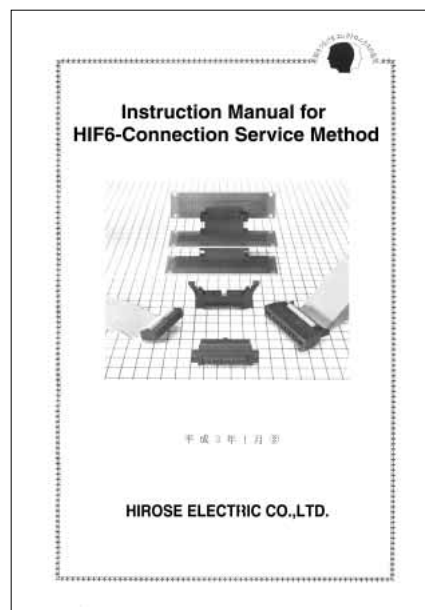 Instruction Manual for
HIF6-Connection Service Method
平成3年1月
HIROSE ELECTRIC CO.,LTD.